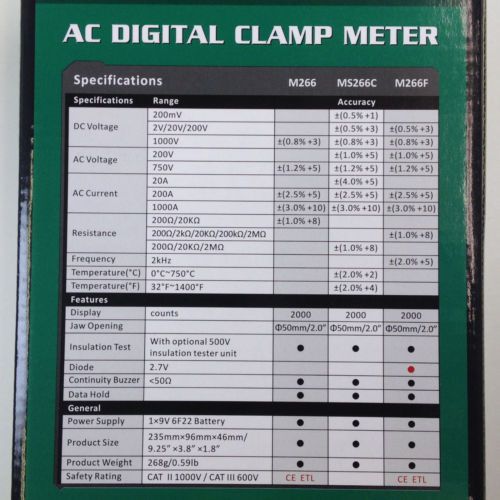 AC DIGITAL CLAMP METER
Specifications M266 MS266C M266F
Specifications Range Accuracy
DC Voltage 200mV ±(0.5% +1)
2V/20V/200V ±(0.5% +3) ±(0.5% +3)
1000V ±(0.8% +3) ±(0.8% +3) ±(0.8% +3)
AC Voltage 200V ±(1.0% +5) ±(1.0% +5)
750V ±(1.2% +5) ±(1.2% +5) ±(1.2% +5)
AC Current 20A ±(4.0% +5)
200A ±(2.5% +5) ±(2.5% +5) ±(2.5% +5)
1000A ±(3.0% +10) ±(3.0% +10) ±(3.0% +10)
Resistance 200Ω/20KΩ ±(1.0% +8)
200Ω/2kΩ/20KΩ/200kΩ/2MΩ ±(1.0% +8)
200Ω/20KΩ/2MΩ ±(1.0% +8)
Frequency 2kHz ±(2.0% +5)
Temperature(°C) 0°C~750°C ±(2.0% +2)
Temperature(°F) 32°F~1400°F ±(2.0% +4)
Features
Display counts 2000 2000 2000
Jaw Opening Φ50mm/2.0" Φ50mm/2.0" Φ50mm/2.0"
Insulation Test With optional 500V
insulation tester unit ● ● ●
Diode 2.7V ●
Continuity Buzzer <50Ω ● ● ●
Data Hold ● ● ●
General
Power Supply 1×9V 6F22 Battery ● ● ●
Product Size 235mm×96mm×46mm/
9.25" ×3.8" ×1.8" ● ● ●
Product Weight 268g/0.59lb ● ● ●
Safety Rating CAT II 1000V / CAT III 600V CE ETL CE ETL